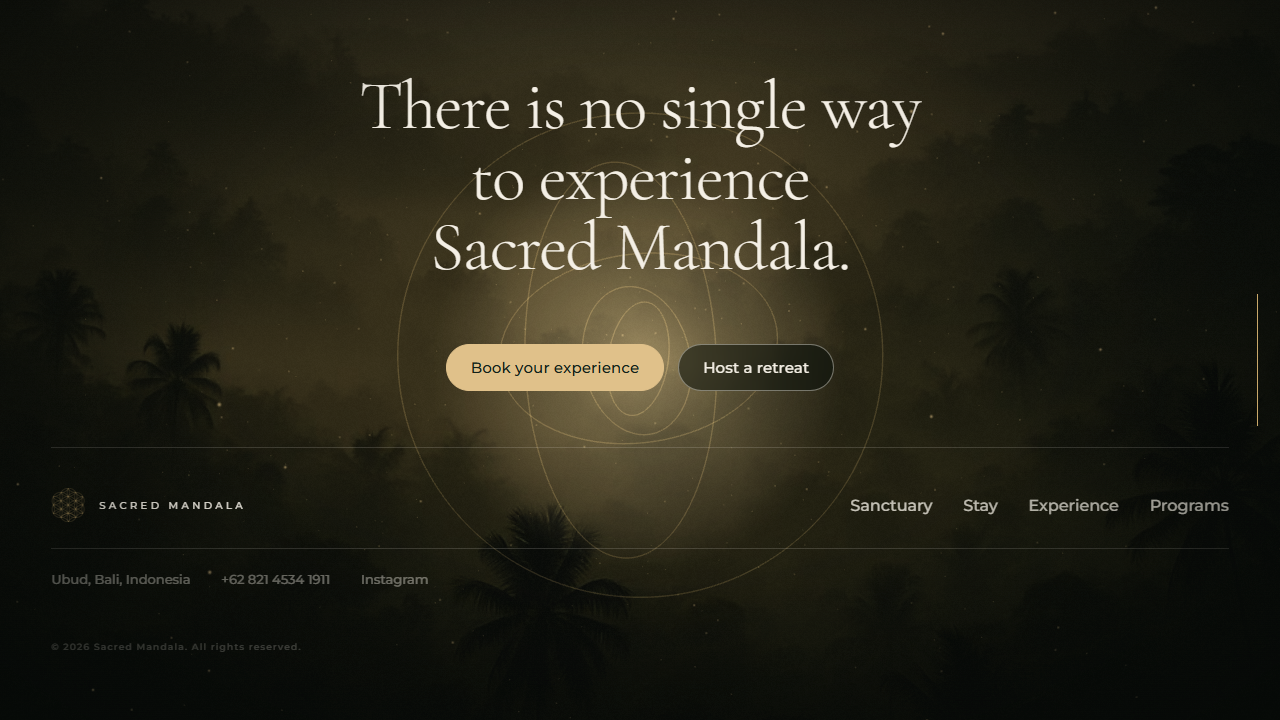 There is no single way
to experience
Sacred Mandala.
Book your experience
Host a retreat
SACRED MANDALA
Sanctuary
Stay
Experience
Programs
Ubud, Bali, Indonesia
+62 821 4534 1911
Instagram
© 2026 Sacred Mandala. All rights reserved.